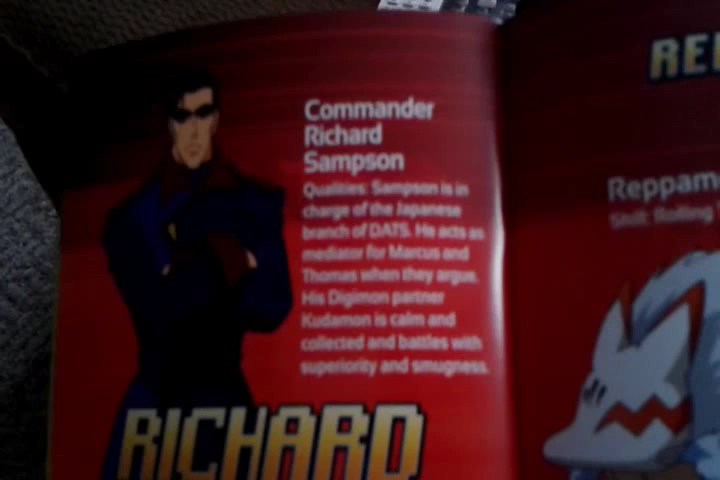 Commander
Richard
Sampson
Qualities: Sampson is in
charge of the Japanese
branch of DATS. He acts as
mediator for Marcus and
Thomas when they argue.
His Digimon partner
Kudamon is calm and
collected and battles with
superiority and smugness.
RICHARD
Reppam
Skill: Rolling